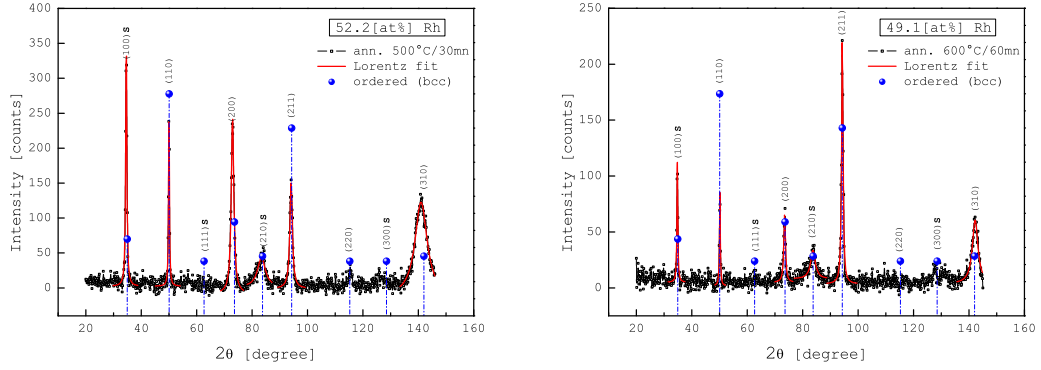 52.2[at%] Rh
ann. 500°C/30mn
Lorentz fit
ordered (bcc)
(100)S
(110)
(111)S
(200)
(210)S
(211)
(220)
(300)S
(310)
400
350
300
250
200
150
100
50
0
Intensity [counts]
20 40 60 80 100 120 140 160
2θ [degree]
49.1[at%] Rh
ann. 600°C/60mn
Lorentz fit
ordered (bcc)
(100)S
(110)
(111)S
(200)
(210)S
(211)
(220)
(300)S
(310)
250
200
150
100
50
0
-25
Intensity [counts]
0 20 40 60 80 100 120 140 160
2θ [degree]